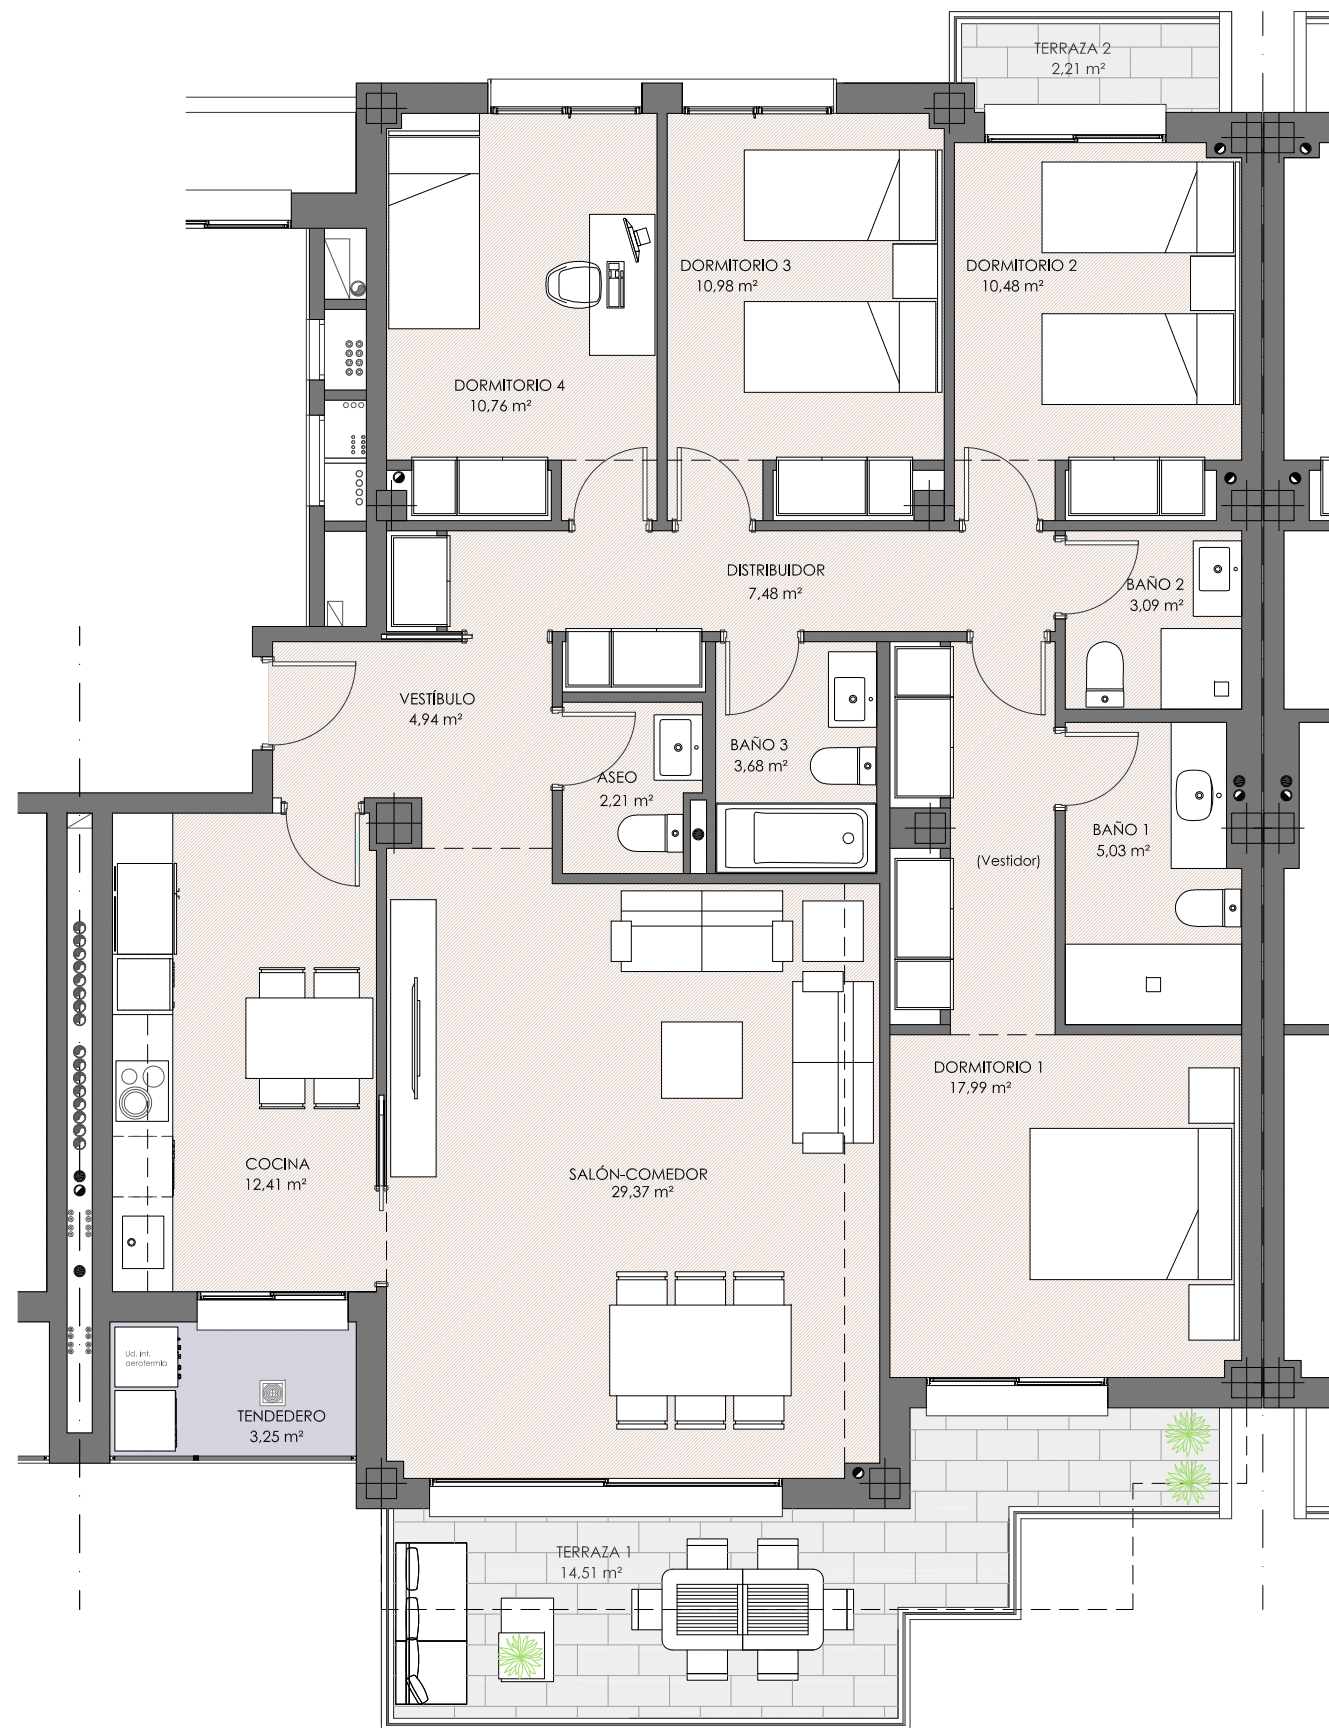 TERRAZA 2
2,21 m²
DORMITORIO 3
10,98 m²
DORMITORIO 2
10,48 m²
DORMITORIO 4
10,76 m²
DISTRIBUIDOR
7,48 m²
BAÑO 2
3,09 m²
VESTÍBULO
4,94 m²
BAÑO 3
3,68 m²
ASEO
2,21 m²
BAÑO 1
5,03 m²
(Vestidor)
DORMITORIO 1
17,99 m²
COCINA
12,41 m²
SALÓN-COMEDOR
29,37 m²
Ud. int.
aerotermia
TENDEDERO
3,25 m²
TERRAZA 1
14,51 m²